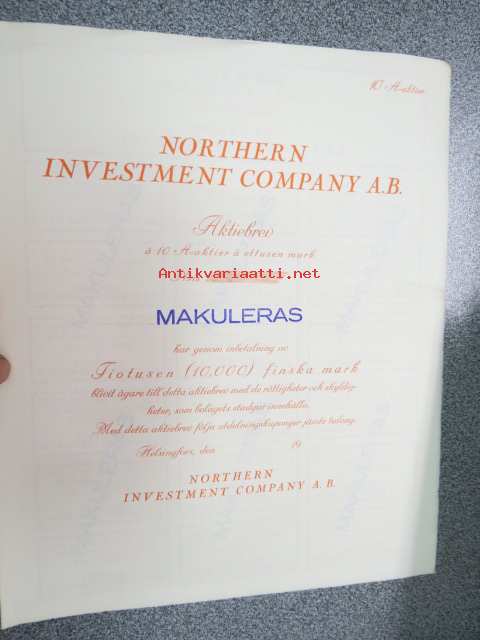 10 A-aktier
NORTHERN
INVESTMENT COMPANY A.B.
Aktiebrev
à 10 A-aktier à ettusen mark
Antikvariaatti.net
MAKULERAS
har genom inbetalning av
Tiotusen (10,000) finska mark
blivit ägare till detta aktiebrev med de rättigheter och skyldig-
heter, som bolagets stadgar innehålla.
Med detta aktiebrev följa utdelningskuponger jämte talong.
Helsingfors, den 19
NORTHERN
INVESTMENT COMPANY A.B.